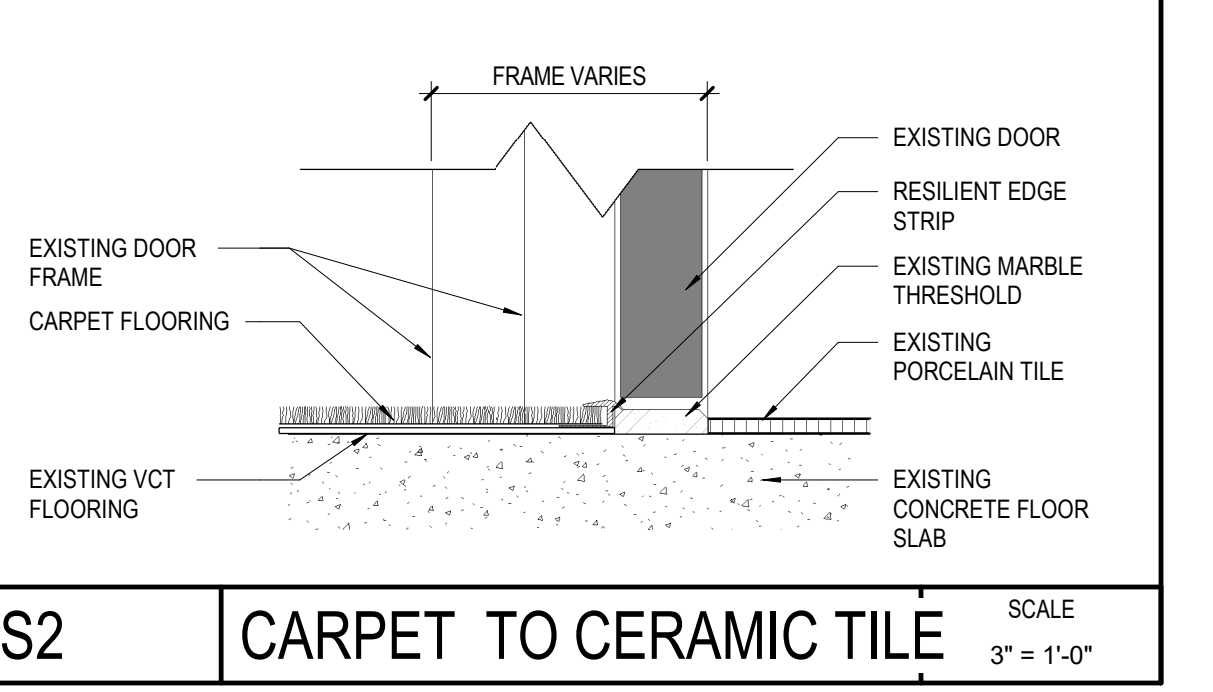 FRAME VARIES
EXISTING DOOR
RESILIENT EDGE
STRIP
EXISTING MARBLE
THRESHOLD
EXISTING
PORCELAIN TILE
EXISTING
CONCRETE FLOOR
SLAB
EXISTING DOOR
FRAME
CARPET FLOORING
EXISTING VCT
FLOORING
S2
CARPET TO CERAMIC TILE
SCALE
3" = 1'-0"